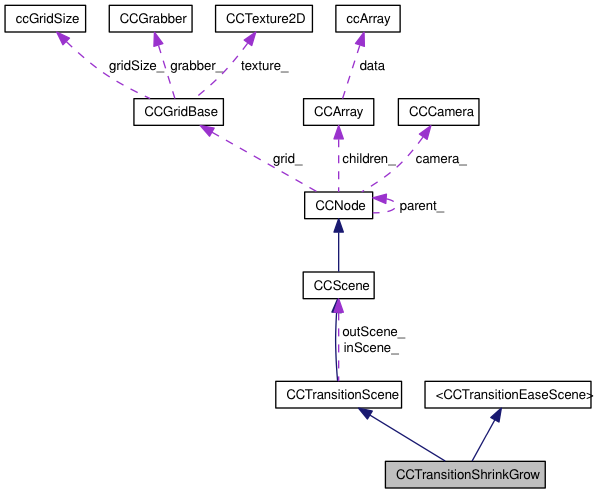 ccGridSize
CCGrabber
CCTexture2D
ccArray
gridSize_
grabber_
texture_
data
CCGridBase
CCArray
CCCamera
grid_
children_
camera_
CCNode
parent_
CCScene
outScene_
inScene_
CCTransitionScene
<CCTransitionEaseScene>
CCTransitionShrinkGrow